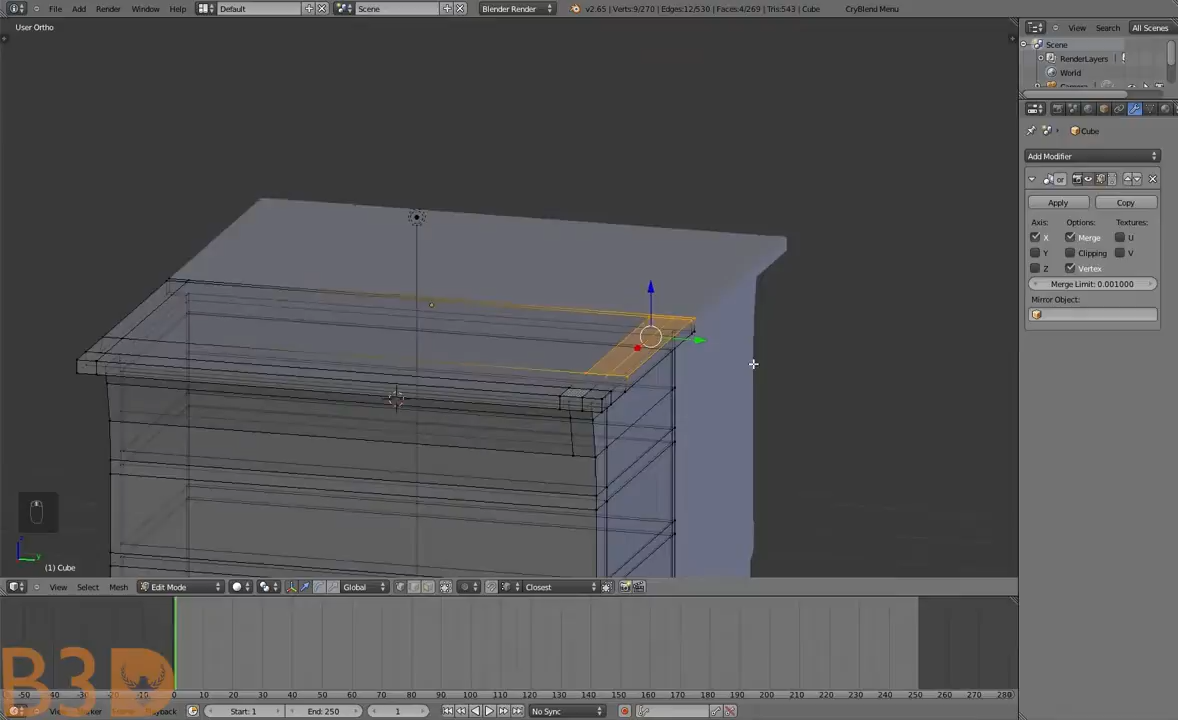 File Add Render Window Help Default Scene Blender Render v2.65 | Verts:9/270 | Edges:12/530 | Faces:4/269 | Tris:543 | Cube CryBlend Menu
User Ortho
View Search All Scenes
Scene
RenderLayers
World
Camera
Cube
Add Modifier
or
Apply Copy
Axis: Options: Textures:
X Merge U
Y Clipping V
Z Vertex
Merge Limit: 0.001000
Mirror Object:
z
y
(1) Cube
View Select Mesh Edit Mode Global Closest
B3D
-50 -40 -30 -20 -10 0 10 20 30 40 50 60 70 80 90 100 110 120 130 140 150 160 170 180 190 200 210 220 230 240 250 260 270 280
Playback Start: 1 End: 250 1 No Sync